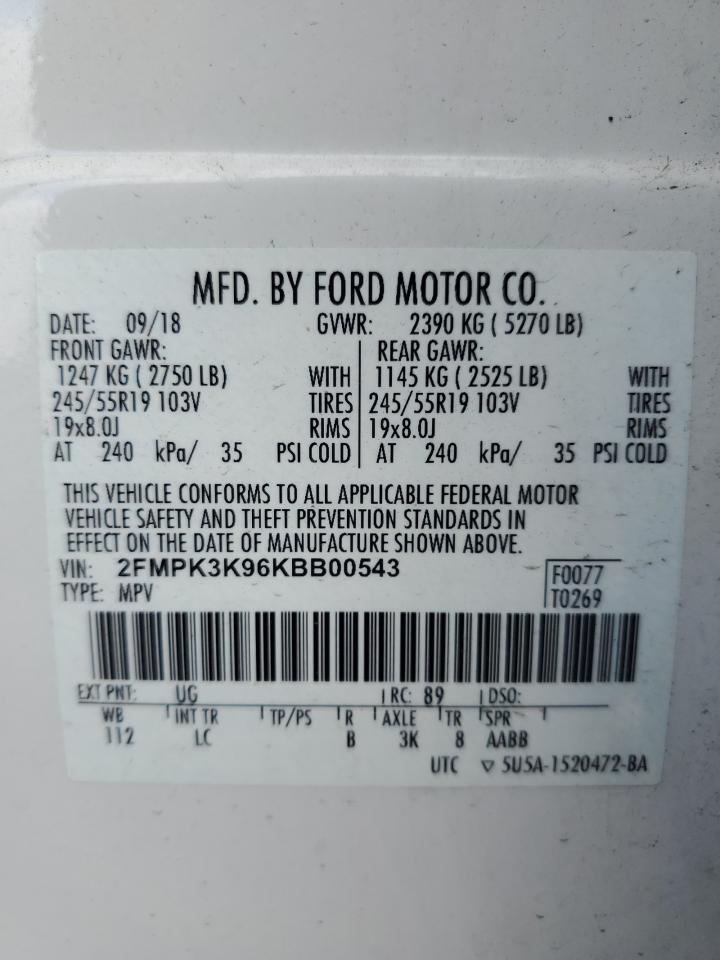 MFD. BY FORD MOTOR CO.
DATE: 09/18 GVWR: 2390 KG ( 5270 LB)
FRONT GAWR: REAR GAWR:
1247 KG ( 2750 LB) WITH 1145 KG ( 2525 LB) WITH
245/55R19 103V TIRES 245/55R19 103V TIRES
19x8.0J RIMS 19x8.0J RIMS
AT 240 kPa/ 35 PSI COLD AT 240 kPa/ 35 PSI COLD
THIS VEHICLE CONFORMS TO ALL APPLICABLE FEDERAL MOTOR
VEHICLE SAFETY AND THEFT PREVENTION STANDARDS IN
EFFECT ON THE DATE OF MANUFACTURE SHOWN ABOVE.
VIN: 2FMPK3K96KBB00543 F0077
TYPE: MPV T0269
EXT PNT: UG RC: 89 DSO:
WB INT TR TP/PS R AXLE TR SPR
112 LC B 3K 8 AABB
UTC ▽ 5U5A-1520472-BA